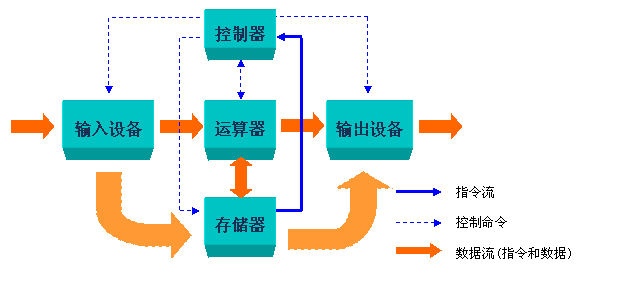 控制器
输入设备
运算器
输出设备
存储器
指令流
控制命令
数据流(指令和数据)